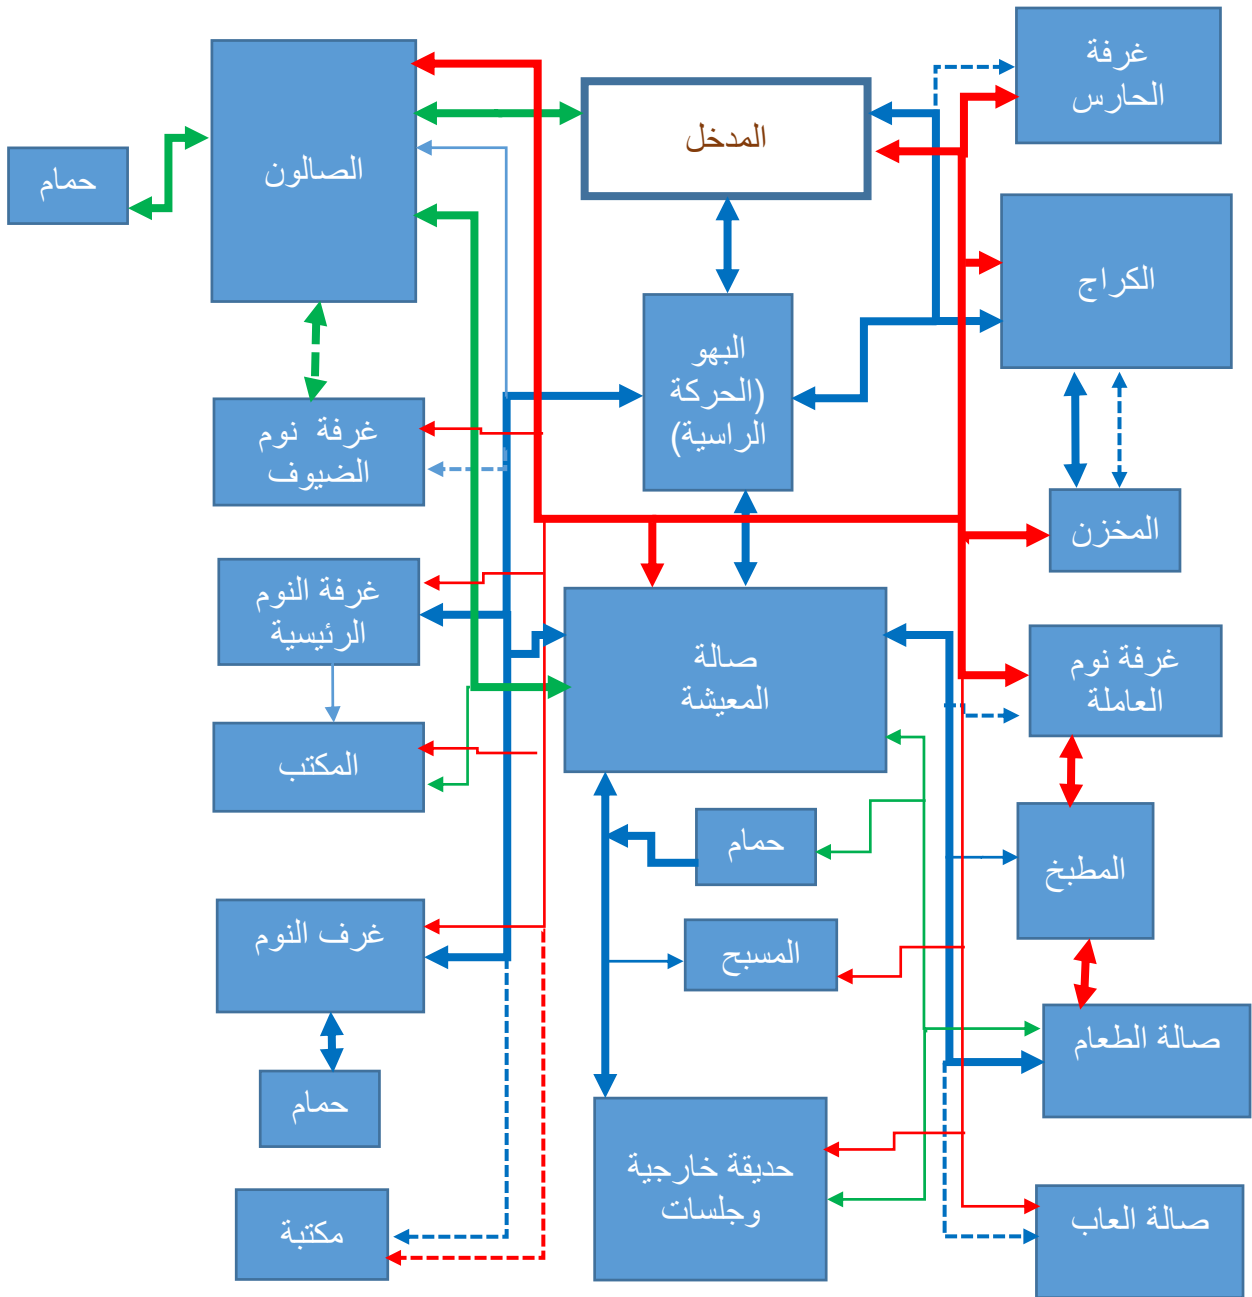 غرفة
الحارس
المدخل
الصالون
حمام
الكراج
البهو
(الحركة
الراسية)
غرفة نوم
الضيوف
المخزن
غرفة النوم
الرئيسية
صالة
المعيشة
غرفة نوم
العاملة
المكتب
حمام
المطبخ
غرف النوم
المسبح
صالة الطعام
حمام
حديقة خارجية
وجلسات
مكتبة
صالة العاب